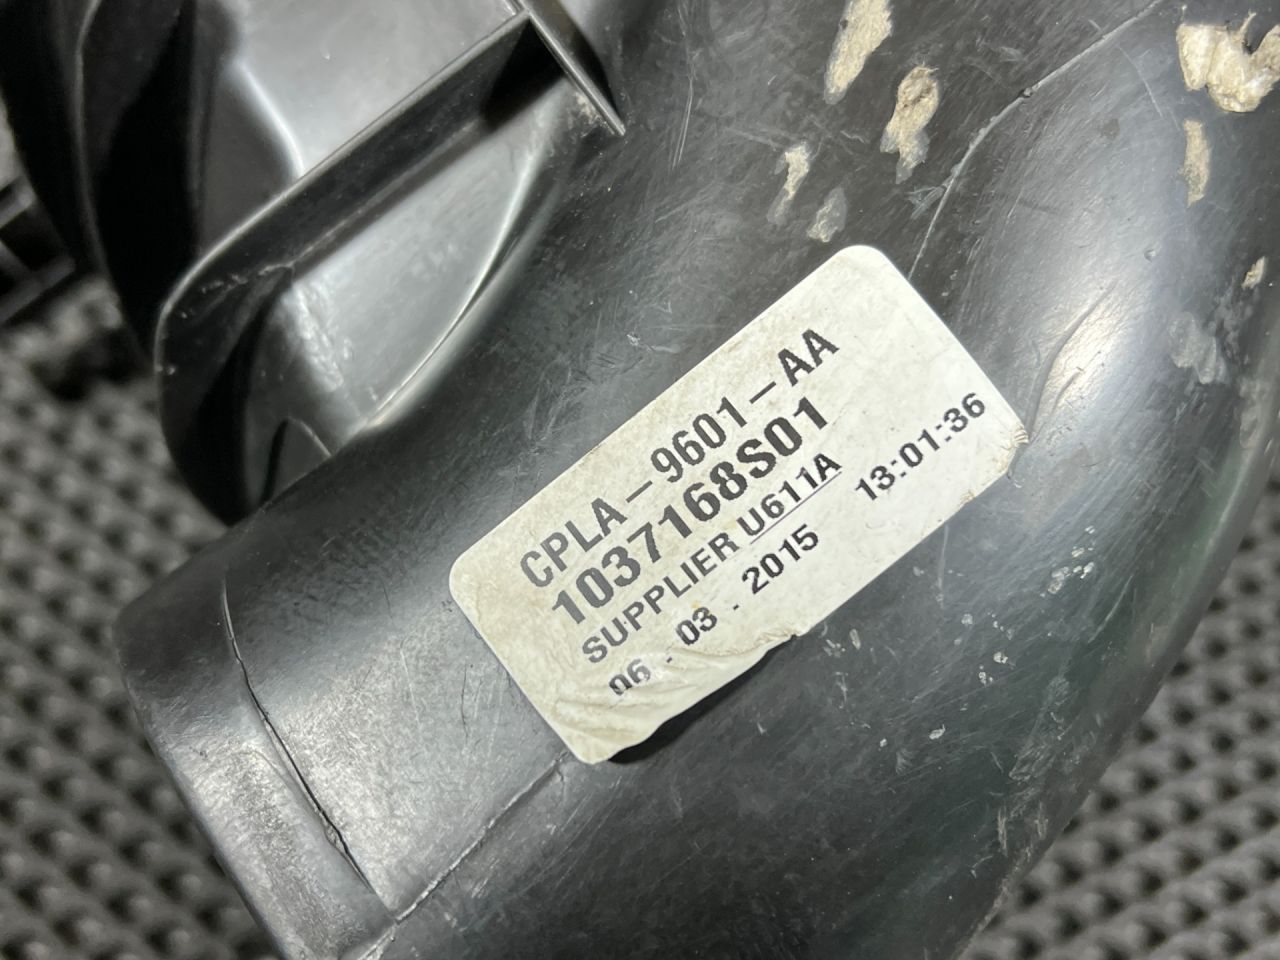 CPLA-9601-AA
1037168S01
SUPPLIER U611A
06 - 03 - 2015 13:01:36